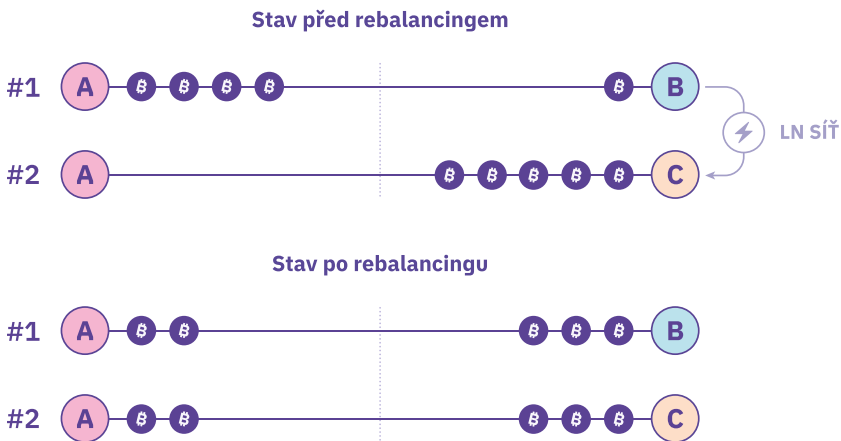 Stav před rebalancingem
#1 A ₿ ₿ ₿ ₿ ₿ B
LN SÍŤ
#2 A ₿ ₿ ₿ ₿ ₿ C
Stav po rebalancingu
#1 A ₿ ₿ ₿ ₿ ₿ B
#2 A ₿ ₿ ₿ ₿ ₿ C